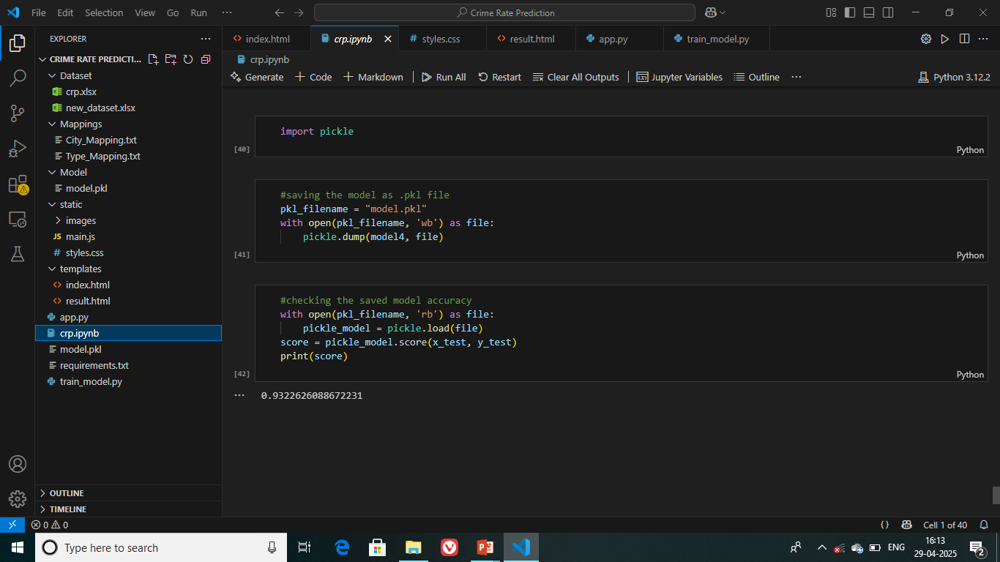 File Edit Selection View Go Run ··· Crime Rate Prediction
EXPLORER ···
index.html crp.ipynb styles.css result.html app.py train_model.py ···
CRIME RATE PREDICTI...
crp.ipynb
Generate Code Markdown Run All Restart Clear All Outputs Jupyter Variables Outline ··· Python 3.12.2
Dataset
crp.xlsx
new_dataset.xlsx
Mappings
City_Mapping.txt
Type_Mapping.txt
Model
model.pkl
static
images
JS main.js
# styles.css
templates
index.html
result.html
app.py
crp.ipynb
model.pkl
requirements.txt
train_model.py
OUTLINE
TIMELINE
import pickle
[40]
Python
#saving the model as .pkl file
pkl_filename = "model.pkl"
with open(pkl_filename, 'wb') as file:
pickle.dump(model4, file)
[41]
Python
#checking the saved model accuracy
with open(pkl_filename, 'rb') as file:
pickle_model = pickle.load(file)
score = pickle_model.score(x_test, y_test)
print(score)
[42]
Python
··· 0.9322626088672231
0 0 {} Cell 1 of 40
Type here to search ENG 16:13
29-04-2025 2